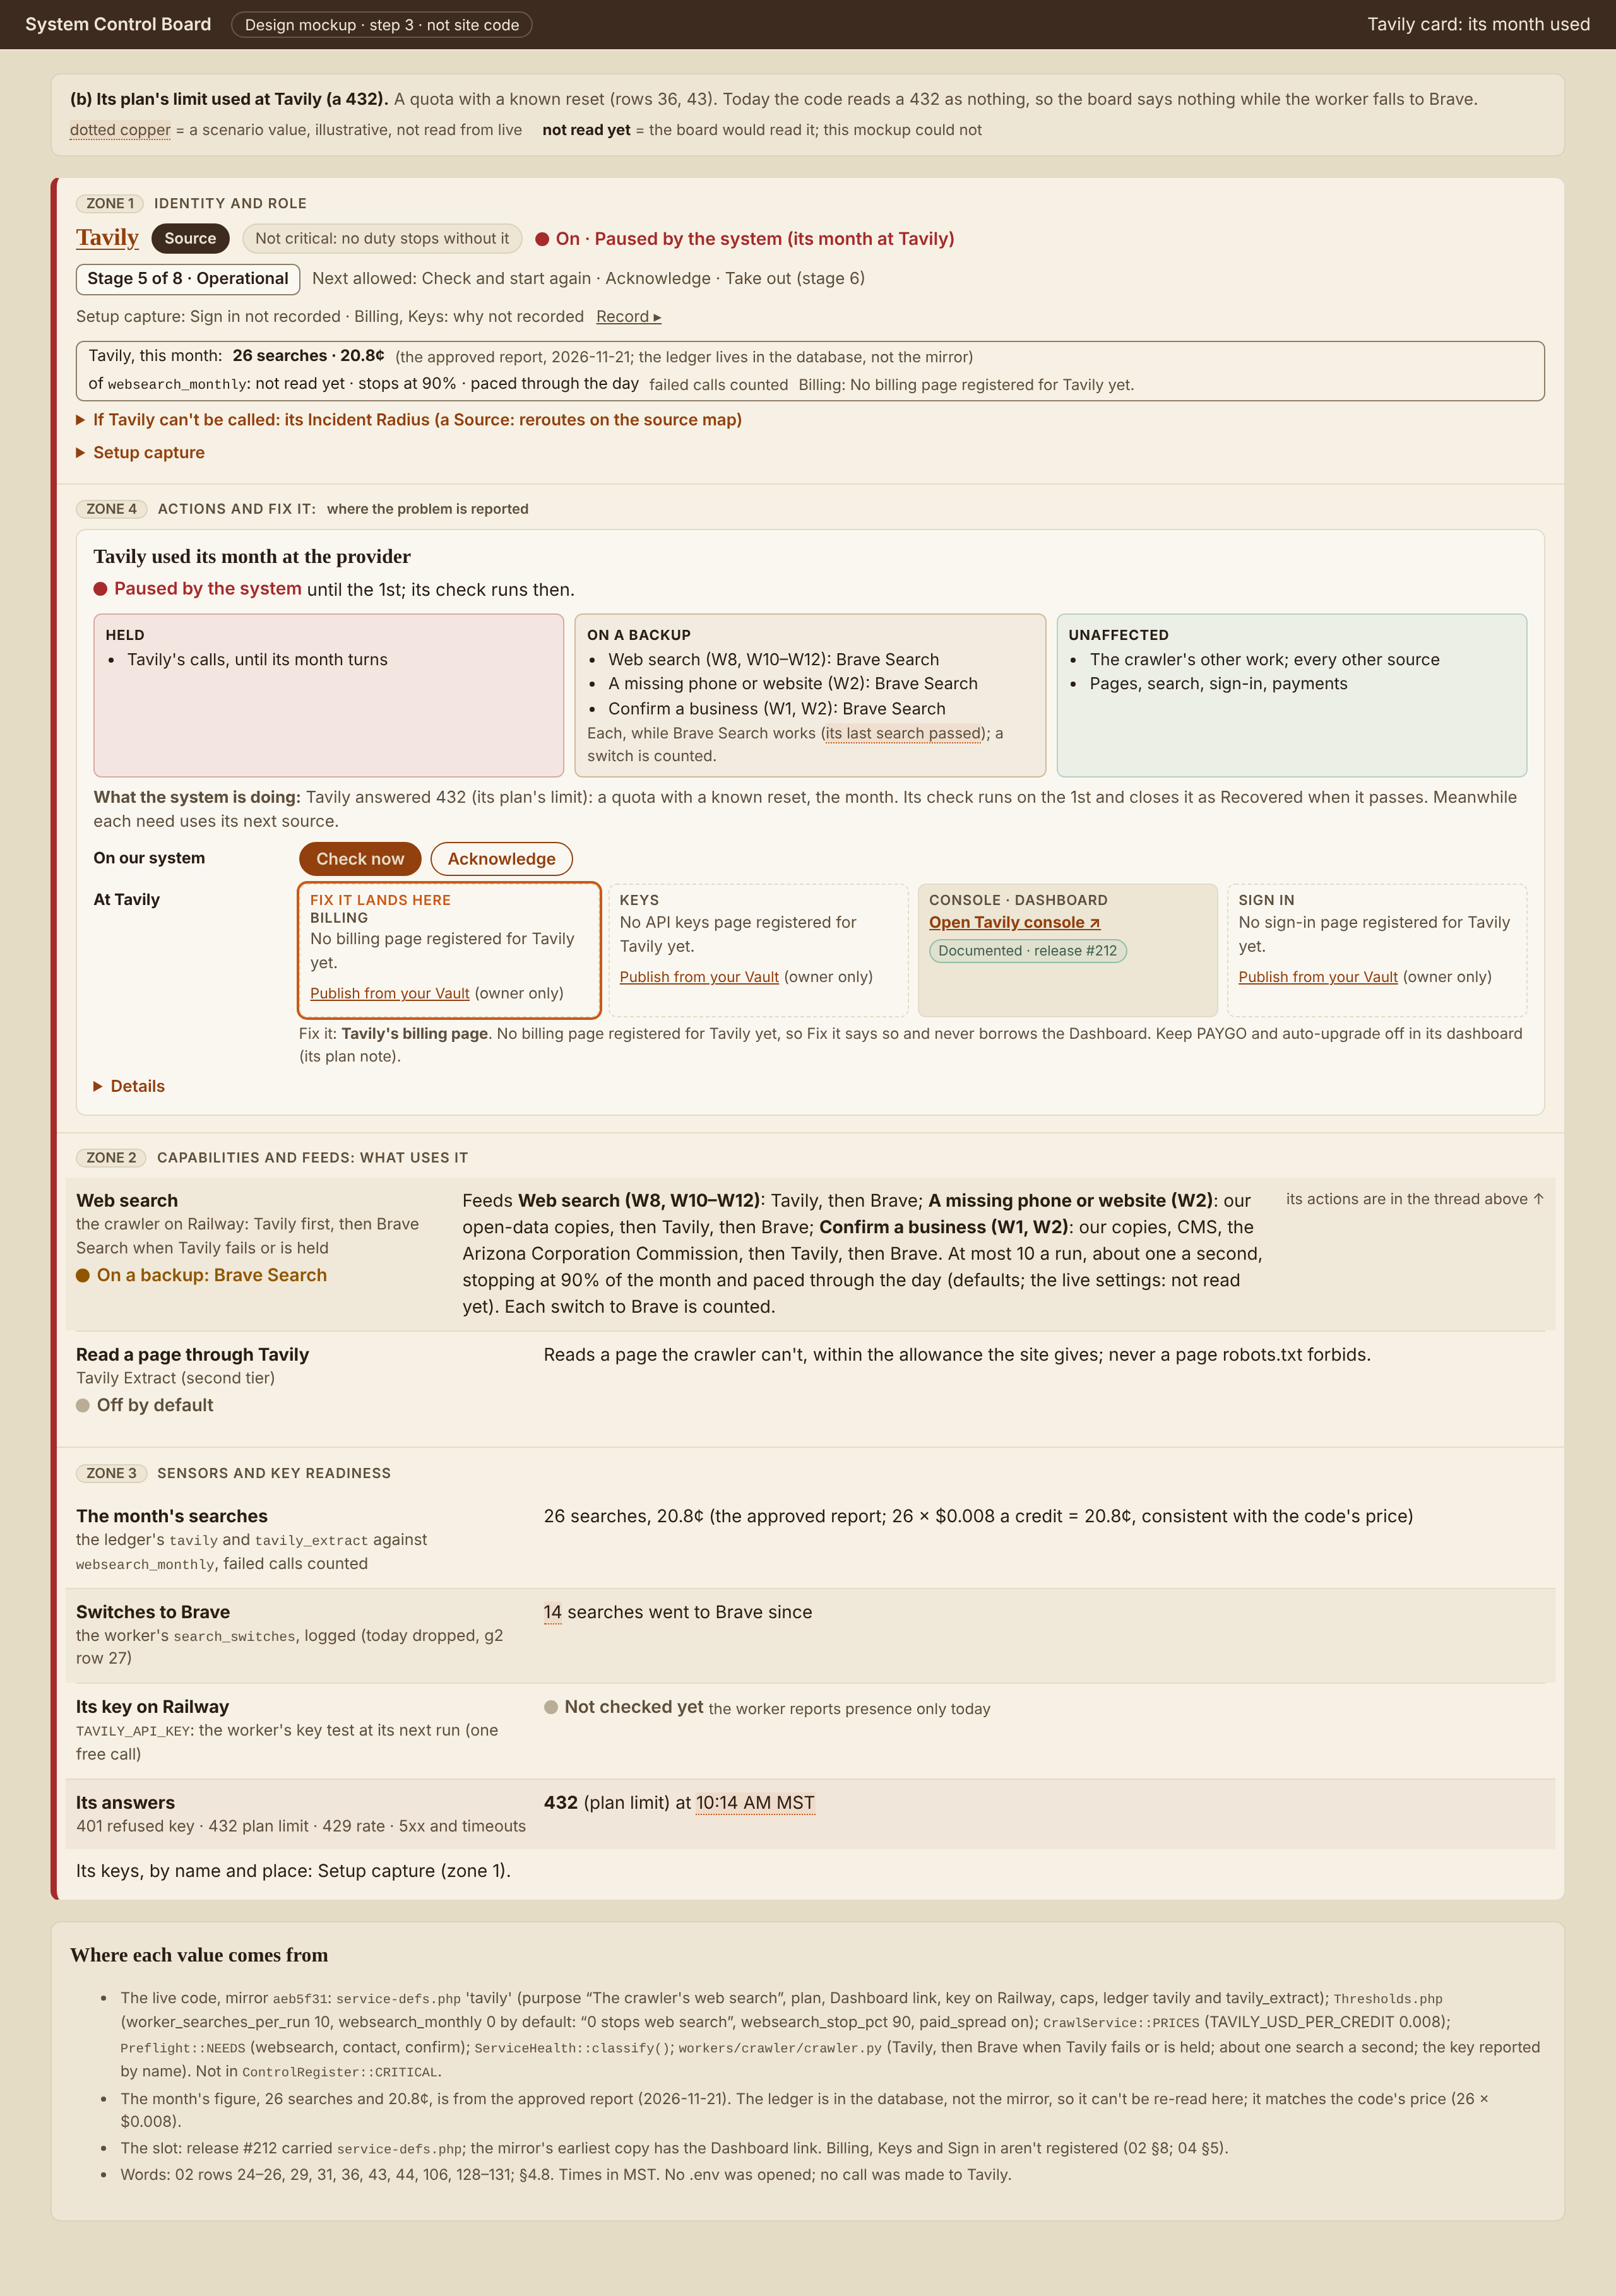 System Control Board
Design mockup · step 3 · not site code
Tavily card: its month used
(b) Its plan's limit used at Tavily (a 432). A quota with a known reset (rows 36, 43). Today the code reads a 432 as nothing, so the board says nothing while the worker falls to Brave.
dotted copper = a scenario value, illustrative, not read from live not read yet = the board would read it; this mockup could not
ZONE 1 IDENTITY AND ROLE
Tavily Source Not critical: no duty stops without it On · Paused by the system (its month at Tavily)
Stage 5 of 8 · Operational Next allowed: Check and start again · Acknowledge · Take out (stage 6)
Setup capture: Sign in not recorded · Billing, Keys: why not recorded Record ▸
Tavily, this month: 26 searches · 20.8¢ (the approved report, 2026-11-21; the ledger lives in the database, not the mirror)
of websearch_monthly: not read yet · stops at 90% · paced through the day failed calls counted Billing: No billing page registered for Tavily yet.
▶ If Tavily can't be called: its Incident Radius (a Source: reroutes on the source map)
▶ Setup capture
ZONE 4 ACTIONS AND FIX IT: where the problem is reported
Tavily used its month at the provider
Paused by the system until the 1st; its check runs then.
HELD
• Tavily's calls, until its month turns
ON A BACKUP
• Web search (W8, W10–W12): Brave Search
• A missing phone or website (W2): Brave Search
• Confirm a business (W1, W2): Brave Search
Each, while Brave Search works (its last search passed); a
switch is counted.
UNAFFECTED
• The crawler's other work; every other source
• Pages, search, sign-in, payments
What the system is doing: Tavily answered 432 (its plan's limit): a quota with a known reset, the month. Its check runs on the 1st and closes it as Recovered when it passes. Meanwhile
each need uses its next source.
On our system Check now Acknowledge
At Tavily
FIX IT LANDS HERE
BILLING
No billing page registered for Tavily
yet.
Publish from your Vault (owner only)
KEYS
No API keys page registered for
Tavily yet.
Publish from your Vault (owner only)
CONSOLE · DASHBOARD
Open Tavily console ↗
Documented · release #212
SIGN IN
No sign-in page registered for Tavily
yet.
Publish from your Vault (owner only)
Fix it: Tavily's billing page. No billing page registered for Tavily yet, so Fix it says so and never borrows the Dashboard. Keep PAYGO and auto-upgrade off in its dashboard
(its plan note).
▶ Details
ZONE 2 CAPABILITIES AND FEEDS: WHAT USES IT
Web search
the crawler on Railway: Tavily first, then Brave
Search when Tavily fails or is held
On a backup: Brave Search
Feeds Web search (W8, W10–W12): Tavily, then Brave; A missing phone or website (W2): our
open-data copies, then Tavily, then Brave; Confirm a business (W1, W2): our copies, CMS, the
Arizona Corporation Commission, then Tavily, then Brave. At most 10 a run, about one a second,
stopping at 90% of the month and paced through the day (defaults; the live settings: not read
yet). Each switch to Brave is counted.
its actions are in the thread above ↑
Read a page through Tavily
Tavily Extract (second tier)
Off by default
Reads a page the crawler can't, within the allowance the site gives; never a page robots.txt forbids.
ZONE 3 SENSORS AND KEY READINESS
The month's searches
the ledger's tavily and tavily_extract against
websearch_monthly, failed calls counted
26 searches, 20.8¢ (the approved report; 26 × $0.008 a credit = 20.8¢, consistent with the code's price)
Switches to Brave
the worker's search_switches, logged (today dropped, g2
row 27)
14 searches went to Brave since
Its key on Railway
TAVILY_API_KEY: the worker's key test at its next run (one
free call)
Not checked yet the worker reports presence only today
Its answers
401 refused key · 432 plan limit · 429 rate · 5xx and timeouts
432 (plan limit) at 10:14 AM MST
Its keys, by name and place: Setup capture (zone 1).
Where each value comes from
• The live code, mirror aeb5f31: service-defs.php 'tavily' (purpose “The crawler's web search”, plan, Dashboard link, key on Railway, caps, ledger tavily and tavily_extract); Thresholds.php
(worker_searches_per_run 10, websearch_monthly 0 by default: “0 stops web search”, websearch_stop_pct 90, paid_spread on); CrawlService::PRICES (TAVILY_USD_PER_CREDIT 0.008);
Preflight::NEEDS (websearch, contact, confirm); ServiceHealth::classify(); workers/crawler/crawler.py (Tavily, then Brave when Tavily fails or is held; about one search a second; the key reported
by name). Not in ControlRegister::CRITICAL.
• The month's figure, 26 searches and 20.8¢, is from the approved report (2026-11-21). The ledger is in the database, not the mirror, so it can't be re-read here; it matches the code's price (26 ×
$0.008).
• The slot: release #212 carried service-defs.php; the mirror's earliest copy has the Dashboard link. Billing, Keys and Sign in aren't registered (02 §8; 04 §5).
• Words: 02 rows 24–26, 29, 31, 36, 43, 44, 106, 128–131; §4.8. Times in MST. No .env was opened; no call was made to Tavily.